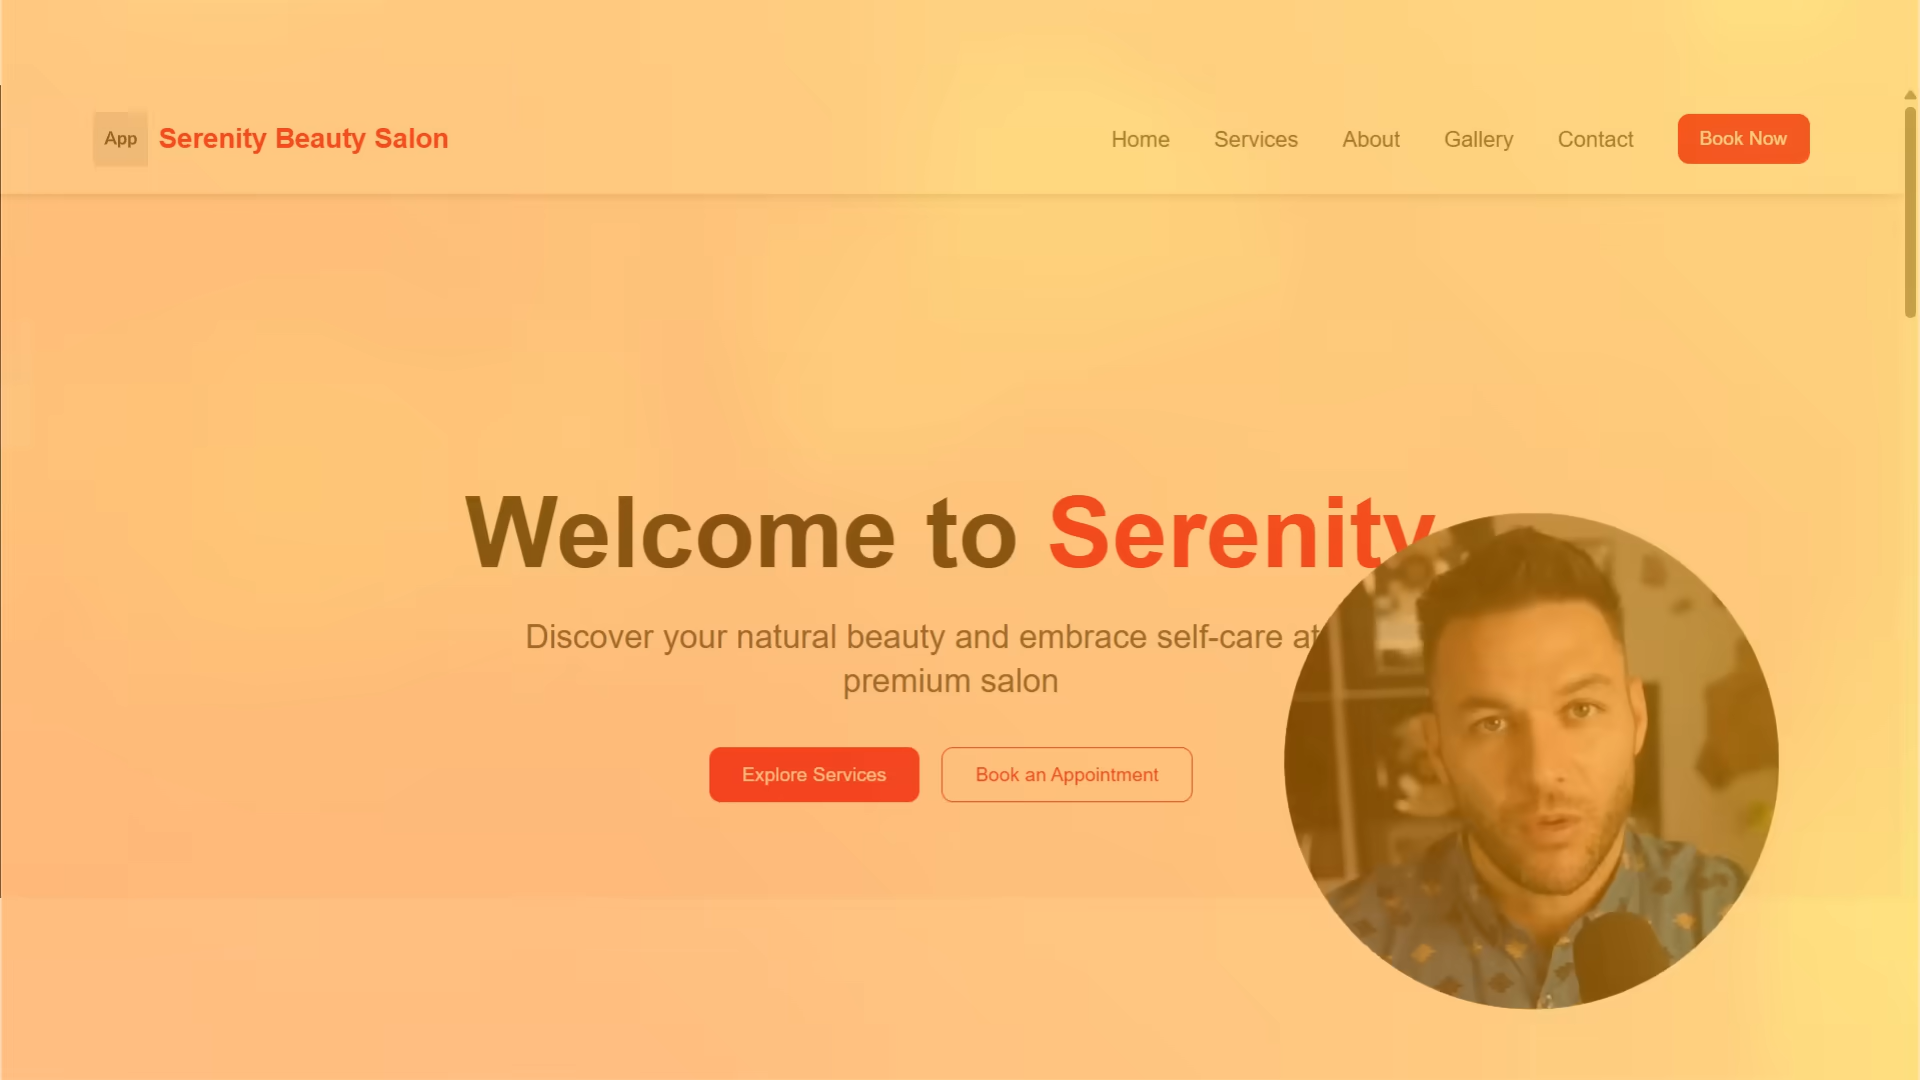 App
Serenity Beauty Salon
Home
Services
About
Gallery
Contact
Book Now
Welcome to Serenity
Discover your natural beauty and embrace self-care at
premium salon
Explore Services
Book an Appointment